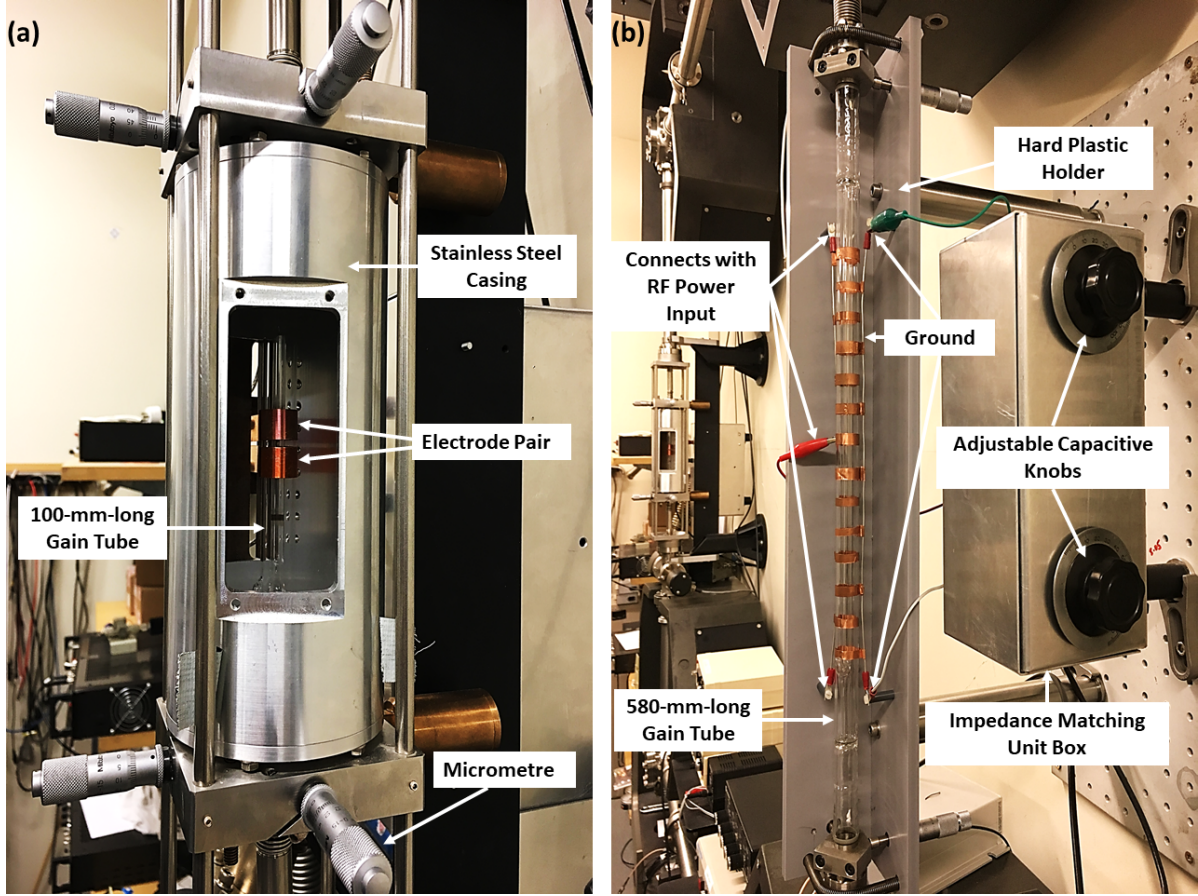 (a)
Stainless Steel
Casing
Electrode Pair
100-mm-long
Gain Tube
Micrometre
(b)
Hard Plastic
Holder
Connects with
RF Power
Input
Ground
Adjustable Capacitive
Knobs
580-mm-long
Gain Tube
Impedance Matching
Unit Box